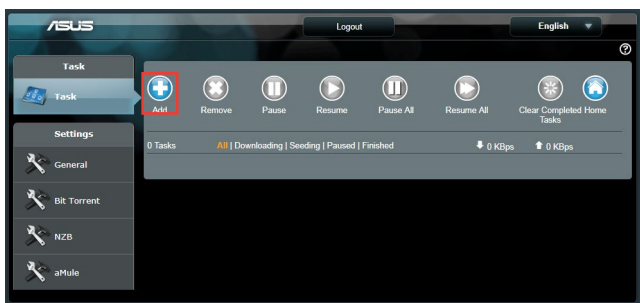 ASUS
Logout
English
Task
Task
Add Remove Pause Resume Pause All Resume All Clear Completed Tasks Home
Settings
0 Tasks All | Downloading | Seeding | Paused | Finished 0 KBps 0 KBps
General
Bit Torrent
NZB
aMule